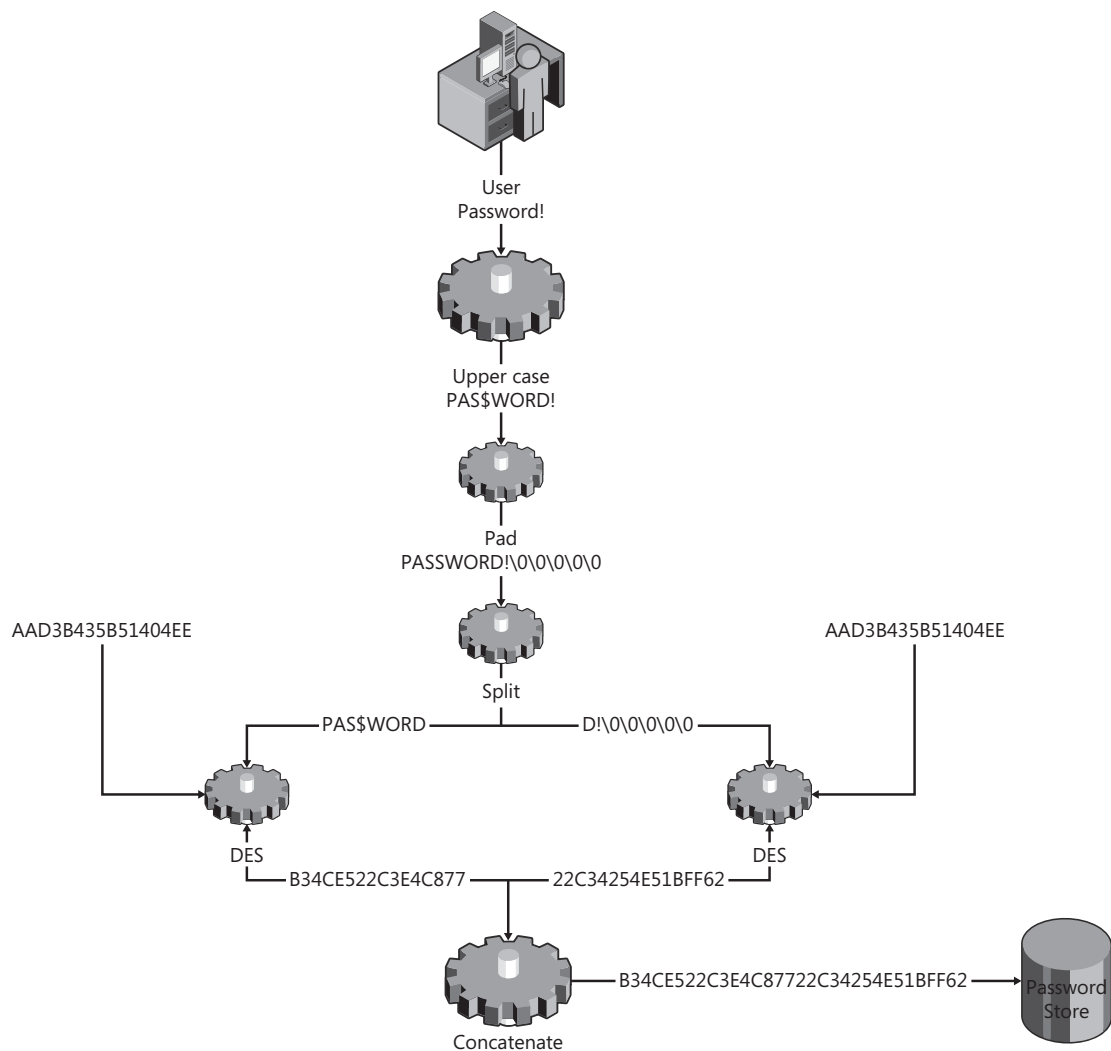 User
Password!
Upper case
PAS$WORD!
Pad
PASSWORD!\0\0\0\0\0
AAD3B435B51404EE
AAD3B435B51404EE
Split
PAS$WORD
D!\0\0\0\0\0
DES
DES
B34CE522C3E4C877
22C34254E51BFF62
B34CE522C3E4C87722C34254E51BFF62
Password
Store
Concatenate